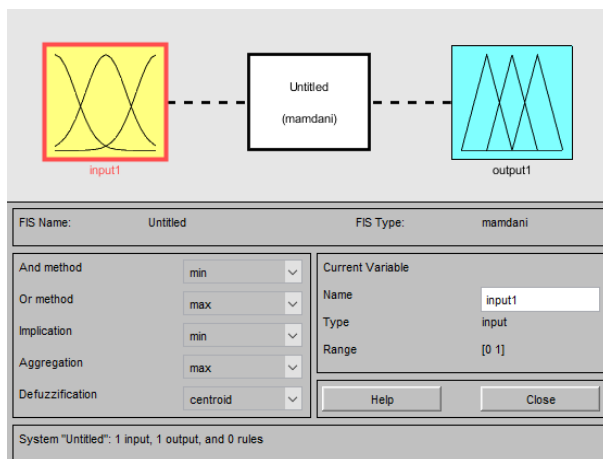 Untitled
(mamdani)
input1
output1
FIS Name: Untitled FIS Type: mamdani
And method min
Or method max
Implication min
Aggregation max
Defuzzification centroid
Current Variable
Name input1
Type input
Range [0 1]
Help Close
System "Untitled": 1 input, 1 output, and 0 rules